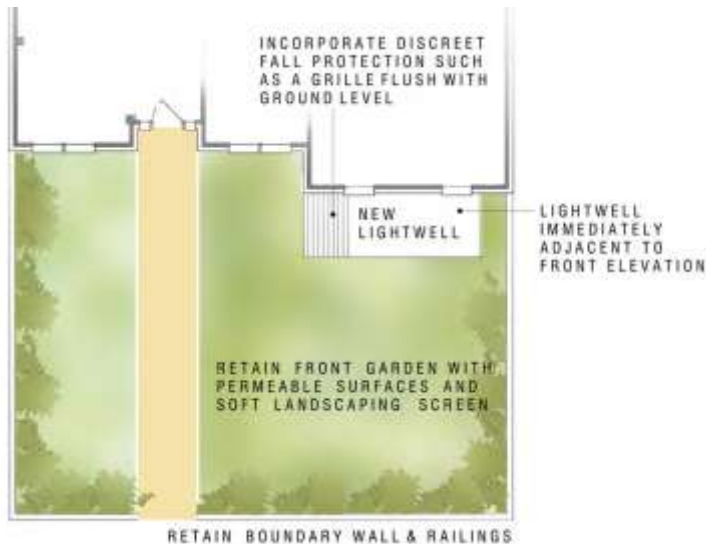 INCORPORATE DISCREET
FALL PROTECTION SUCH
AS A GRILLE FLUSH WITH
GROUND LEVEL
NEW
LIGHTWELL
LIGHTWELL
IMMEDIATELY
ADJACENT TO
FRONT ELEVATION
RETAIN FRONT GARDEN WITH
PERMEABLE SURFACES AND
SOFT LANDSCAPING SCREEN
RETAIN BOUNDARY WALL & RAILINGS